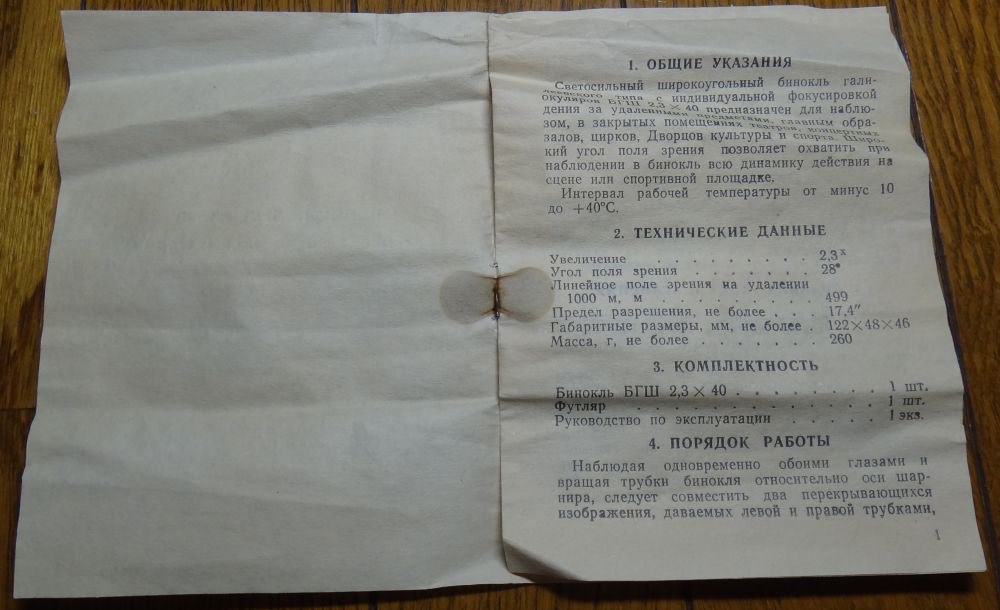 1. ОБЩИЕ УКАЗАНИЯ
Светосильный широкоугольный бинокль гали-
леевского типа с индивидуальной фокусировкой
окуляров БГШ 2,3 × 40 предназначен для наблю-
дения за удаленными предметами, главным обра-
зом, в закрытых помещениях театров, концертных
залов, цирков, Дворцов культуры и спорта. Широ-
кий угол поля зрения позволяет охватить при
наблюдении в бинокль всю динамику действия на
сцене или спортивной площадке.
Интервал рабочей температуры от минус 10
до +40°С.
2. ТЕХНИЧЕСКИЕ ДАННЫЕ
Увеличение . . . . . . . . . 2,3ˣ
Угол поля зрения . . . . . . . 28°
Линейное поле зрения на удалении
1000 м, м . . . . . . . . . 499
Предел разрешения, не более . . . 17,4″
Габаритные размеры, мм, не более . 122×48×46
Масса, г, не более . . . . . . 260
3. КОМПЛЕКТНОСТЬ
Бинокль БГШ 2,3 × 40 . . . . . . . . . 1 шт.
Футляр . . . . . . . . . . . . . . 1 шт.
Руководство по эксплуатации . . . . . 1 экз.
4. ПОРЯДОК РАБОТЫ
Наблюдая одновременно обоими глазами и
вращая трубки бинокля относительно оси шар-
нира, следует совместить два перекрывающихся
изображения, даваемых левой и правой трубками,
1